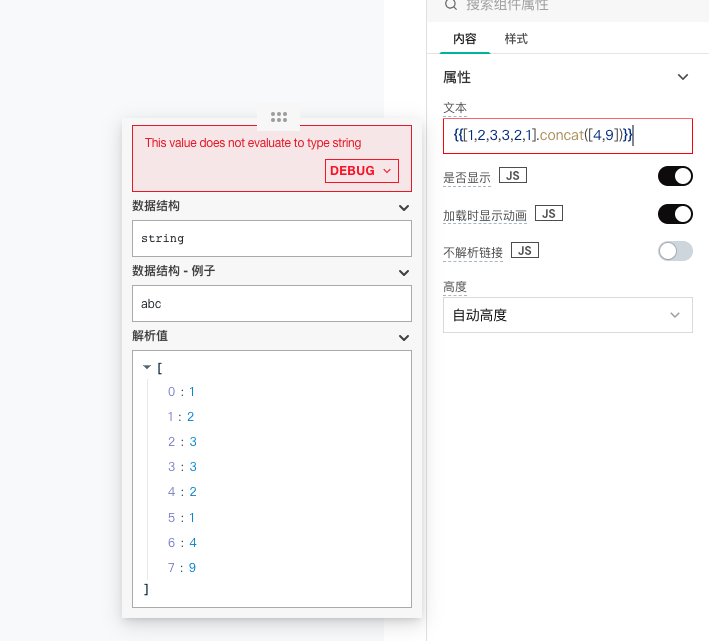 搜索组件属性
内容 样式
属性
文本
{{[1,2,3,3,2,1].concat([4,9])}}
是否显示 JS
加载时显示动画 JS
不解析链接 JS
高度
自动高度
This value does not evaluate to type string
DEBUG
数据结构
string
数据结构 - 例子
abc
解析值
[
0 : 1
1 : 2
2 : 3
3 : 3
4 : 2
5 : 1
6 : 4
7 : 9
]